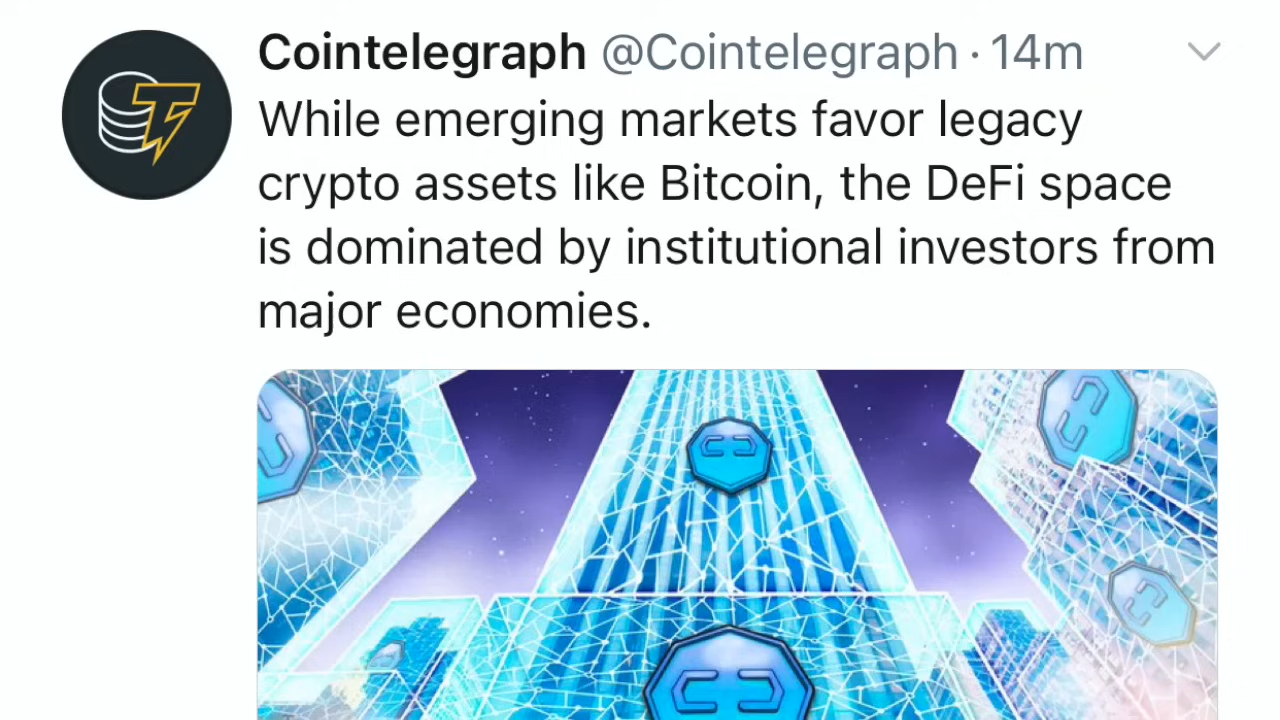 Cointelegraph @Cointelegraph · 14m
While emerging markets favor legacy
crypto assets like Bitcoin, the DeFi space
is dominated by institutional investors from
major economies.